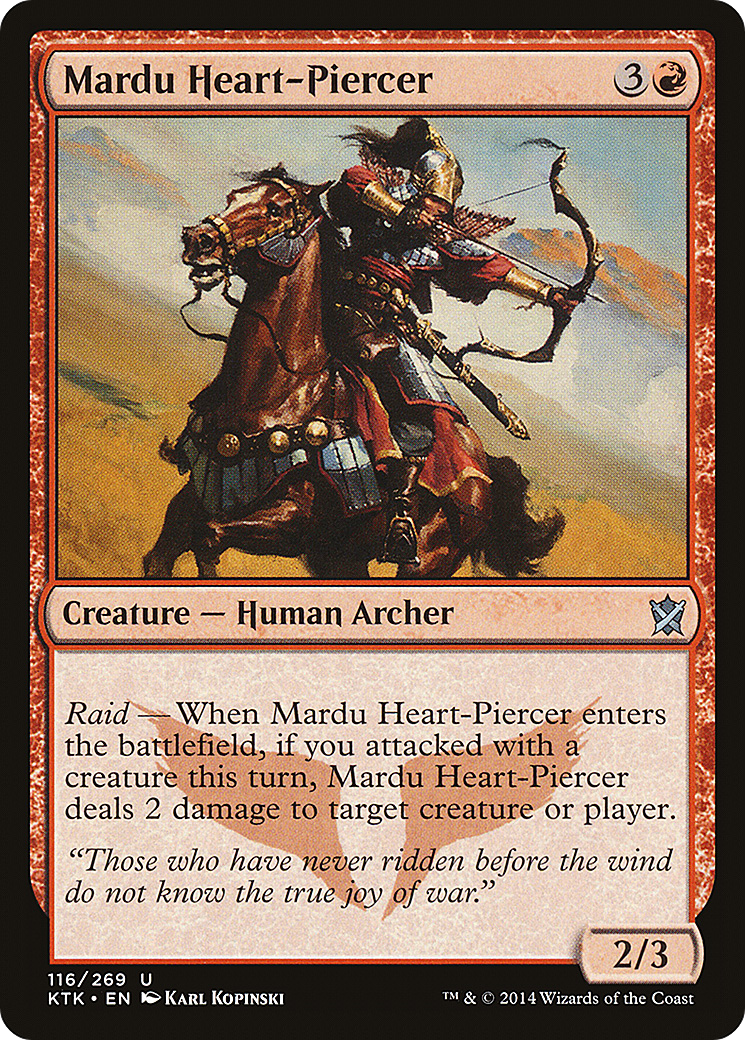 Mardu Heart-Piercer 3
Creature — Human Archer
Raid — When Mardu Heart-Piercer enters
the battlefield, if you attacked with a
creature this turn, Mardu Heart-Piercer
deals 2 damage to target creature or player.
“Those who have never ridden before the wind
do not know the true joy of war.”
2/3
116/269 U
KTK • EN Karl Kopinski
™ & © 2014 Wizards of the Coast